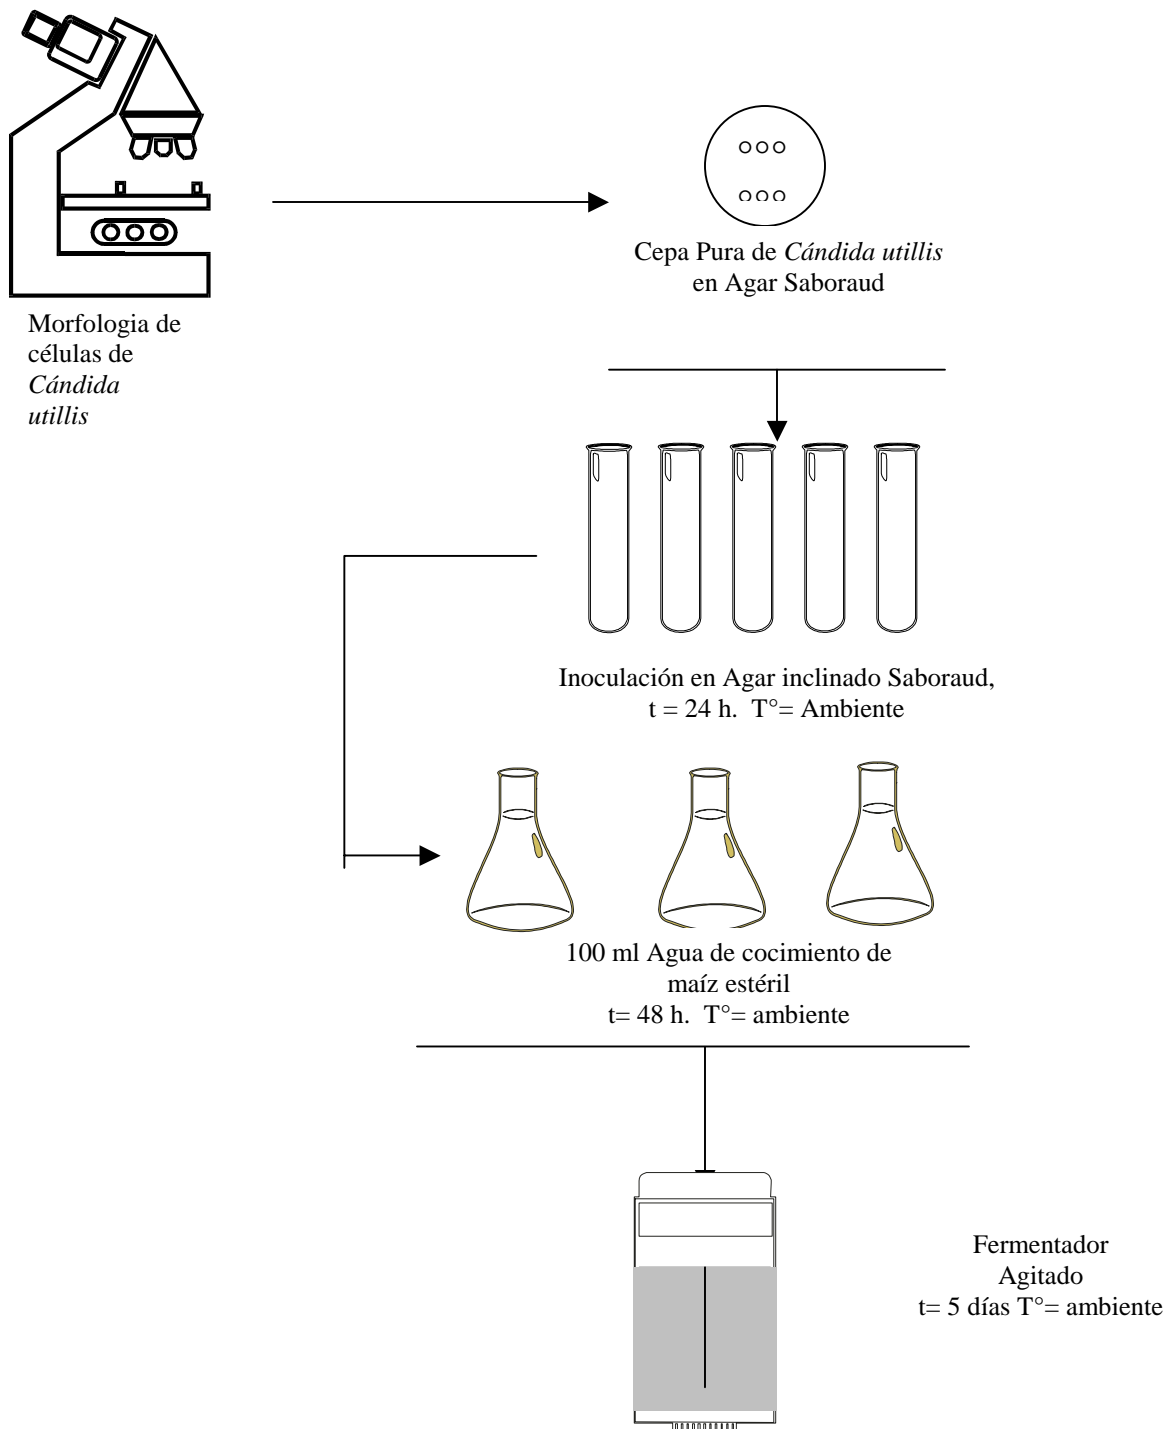 Morfologia de
células de
Cándida
utillis
Cepa Pura de Cándida utillis
en Agar Saboraud
Inoculación en Agar inclinado Saboraud,
t = 24 h. T°= Ambiente
100 ml Agua de cocimiento de
maíz estéril
t= 48 h. T°= ambiente
Fermentador
Agitado
t= 5 días T°= ambiente